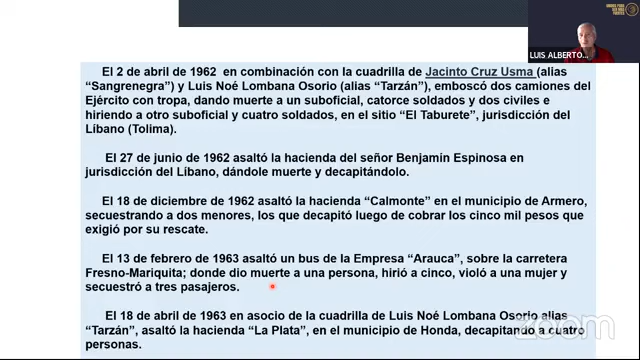 LUIS ALBERTO...
El 2 de abril de 1962 en combinación con la cuadrilla de Jacinto Cruz Usma (alias
“Sangrenegra”) y Luis Noé Lombana Osorio (alias “Tarzán”), emboscó dos camiones del
Ejército con tropa, dando muerte a un suboficial, catorce soldados y dos civiles e
hiriendo a otro suboficial y cuatro soldados, en el sitio “El Taburete”, jurisdicción del
Líbano (Tolima).
El 27 de junio de 1962 asaltó la hacienda del señor Benjamín Espinosa en
jurisdicción del Líbano, dándole muerte y decapitándolo.
El 18 de diciembre de 1962 asaltó la hacienda “Calmonte” en el municipio de Armero,
secuestrando a dos menores, los que decapitó luego de cobrar los cinco mil pesos que
exigió por su rescate.
El 13 de febrero de 1963 asaltó un bus de la Empresa “Arauca”, sobre la carretera
Fresno-Mariquita; donde dio muerte a una persona, hirió a cinco, violó a una mujer y
secuestró a tres pasajeros.
El 18 de abril de 1963 en asocio de la cuadrilla de Luis Noé Lombana Osorio alias
“Tarzán”, asaltó la hacienda “La Plata”, en el municipio de Honda, decapitando a cuatro
personas.
zoom